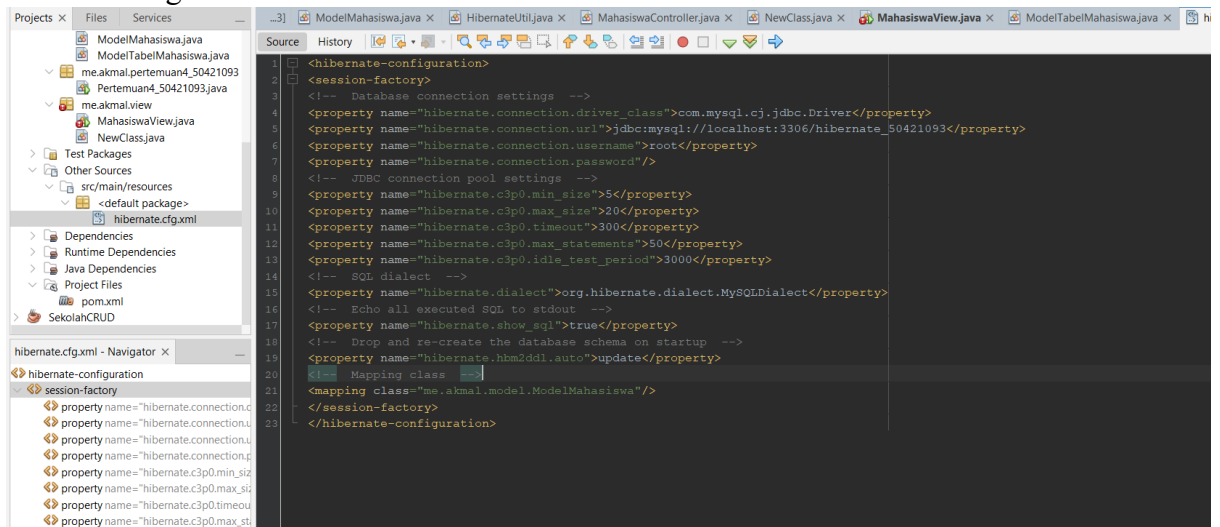 Projects Files Services
ModelMahasiswa.java
ModelTabelMahasiswa.java
me.akmal.pertemuan4_50421093
Pertemuan4_50421093.java
me.akmal.view
MahasiswaView.java
NewClass.java
Test Packages
Other Sources
src/main/resources
<default package>
hibernate.cfg.xml
Dependencies
Runtime Dependencies
Java Dependencies
Project Files
pom.xml
SekolahCRUD
hibernate.cfg.xml - Navigator
hibernate-configuration
session-factory
property name="hibernate.connection.c
property name="hibernate.connection.u
property name="hibernate.connection.u
property name="hibernate.connection.p
property name="hibernate.c3p0.min_siz
property name="hibernate.c3p0.max_siz
property name="hibernate.c3p0.timeou
property name="hibernate.c3p0.max_sta
...3] ModelMahasiswa.java HibernateUtil.java MahasiswaController.java NewClass.java MahasiswaView.java ModelTabelMahasiswa.java hi
Source History
1 <hibernate-configuration>
2 <session-factory>
3 <!-- Database connection settings -->
4 <property name="hibernate.connection.driver_class">com.mysql.cj.jdbc.Driver</property>
5 <property name="hibernate.connection.url">jdbc:mysql://localhost:3306/hibernate_50421093</property>
6 <property name="hibernate.connection.username">root</property>
7 <property name="hibernate.connection.password"/>
8 <!-- JDBC connection pool settings -->
9 <property name="hibernate.c3p0.min_size">5</property>
10 <property name="hibernate.c3p0.max_size">20</property>
11 <property name="hibernate.c3p0.timeout">300</property>
12 <property name="hibernate.c3p0.max_statements">50</property>
13 <property name="hibernate.c3p0.idle_test_period">3000</property>
14 <!-- SQL dialect -->
15 <property name="hibernate.dialect">org.hibernate.dialect.MySQLDialect</property>
16 <!-- Echo all executed SQL to stdout -->
17 <property name="hibernate.show_sql">true</property>
18 <!-- Drop and re-create the database schema on startup -->
19 <property name="hibernate.hbm2ddl.auto">update</property>
20 <!-- Mapping class -->
21 <mapping class="me.akmal.model.ModelMahasiswa"/>
22 </session-factory>
23 </hibernate-configuration>